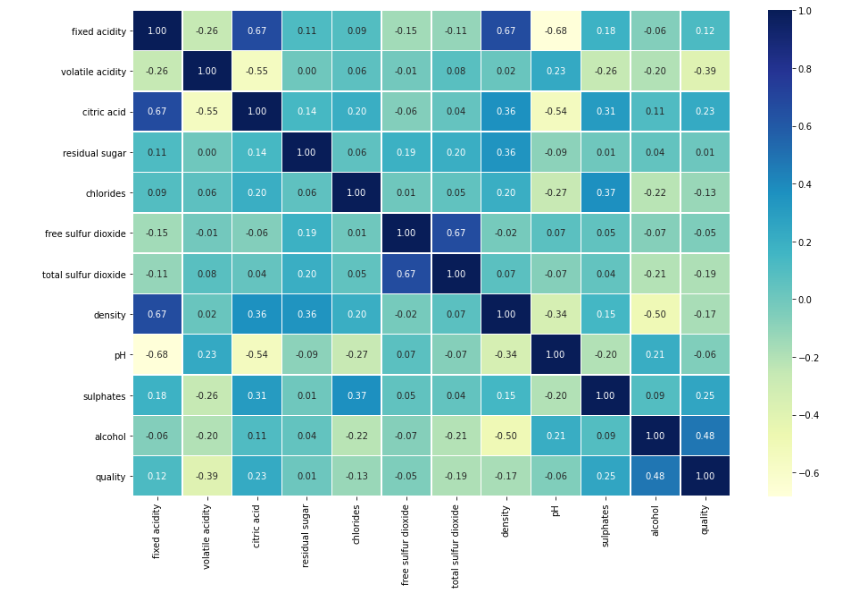 fixed acidity 1.00 -0.26 0.67 0.11 0.09 -0.15 -0.11 0.67 -0.68 0.18 -0.06 0.12
volatile acidity -0.26 1.00 -0.55 0.00 0.06 -0.01 0.08 0.02 0.23 -0.26 -0.20 -0.39
citric acid 0.67 -0.55 1.00 0.14 0.20 -0.06 0.04 0.36 -0.54 0.31 0.11 0.23
residual sugar 0.11 0.00 0.14 1.00 0.06 0.19 0.20 0.36 -0.09 0.01 0.04 0.01
chlorides 0.09 0.06 0.20 0.06 1.00 0.01 0.05 0.20 -0.27 0.37 -0.22 -0.13
free sulfur dioxide -0.15 -0.01 -0.06 0.19 0.01 1.00 0.67 -0.02 0.07 0.05 -0.07 -0.05
total sulfur dioxide -0.11 0.08 0.04 0.20 0.05 0.67 1.00 0.07 -0.07 0.04 -0.21 -0.19
density 0.67 0.02 0.36 0.36 0.20 -0.02 0.07 1.00 -0.34 0.15 -0.50 -0.17
pH -0.68 0.23 -0.54 -0.09 -0.27 0.07 -0.07 -0.34 1.00 -0.20 0.21 -0.06
sulphates 0.18 -0.26 0.31 0.01 0.37 0.05 0.04 0.15 -0.20 1.00 0.09 0.25
alcohol -0.06 -0.20 0.11 0.04 -0.22 -0.07 -0.21 -0.50 0.21 0.09 1.00 0.48
quality 0.12 -0.39 0.23 0.01 -0.13 -0.05 -0.19 -0.17 -0.06 0.25 0.48 1.00
fixed acidity
volatile acidity
citric acid
residual sugar
chlorides
free sulfur dioxide
total sulfur dioxide
density
pH
sulphates
alcohol
quality
1.0
0.8
0.6
0.4
0.2
0.0
−0.2
−0.4
−0.6